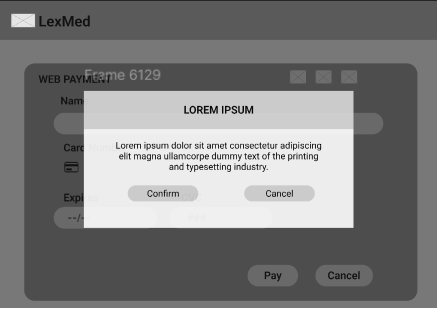 LexMed
Frame 6129
WEB PAYMENT
Name
LOREM IPSUM
Card
Lorem ipsum dolor sit amet consectetur adipiscing
elit magna ullamcorpe dummy text of the printing
and typesetting industry.
Confirm
Cancel
--/-
Pay
Cancel